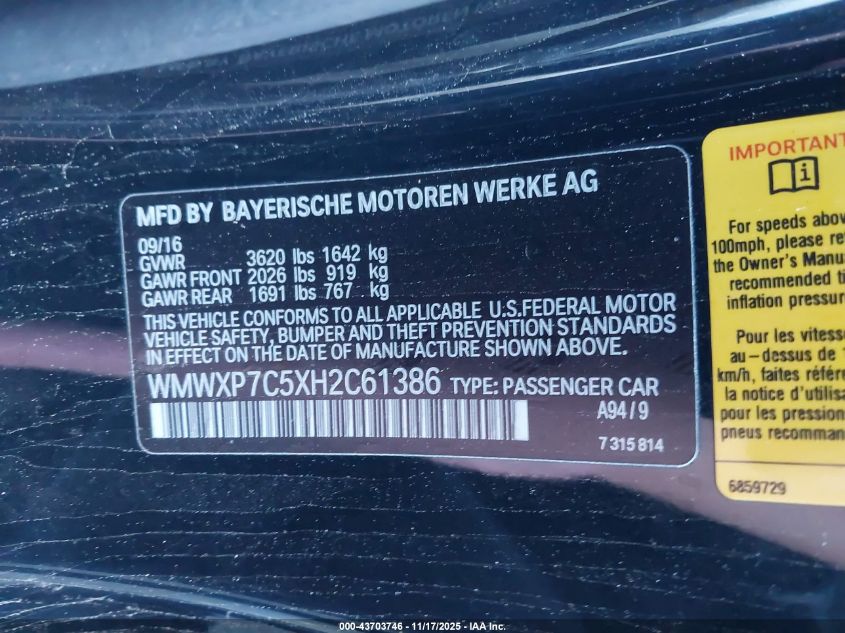 MFD BY BAYERISCHE MOTOREN WERKE AG
09/16
GVWR 3620 lbs 1642 kg
GAWR FRONT 2026 lbs 919 kg
GAWR REAR 1691 lbs 767 kg
THIS VEHICLE CONFORMS TO ALL APPLICABLE U.S.FEDERAL MOTOR
VEHICLE SAFETY, BUMPER AND THEFT PREVENTION STANDARDS
IN EFFECT ON THE DATE OF MANUFACTURE SHOWN ABOVE.
WMWXP7C5XH2C61386 TYPE: PASSENGER CAR
A94/9
7 315 814
IMPORTANT
For speeds above
100mph, please re
the Owner's Manu
recommended ti
inflation pressur
Pour les vitesse
au-dessus de 1
km/h, faites référ
la notice d'utilisat
pour les pression
pneus recomman
6859729
000-43703746 - 11/17/2025 - IAA Inc.